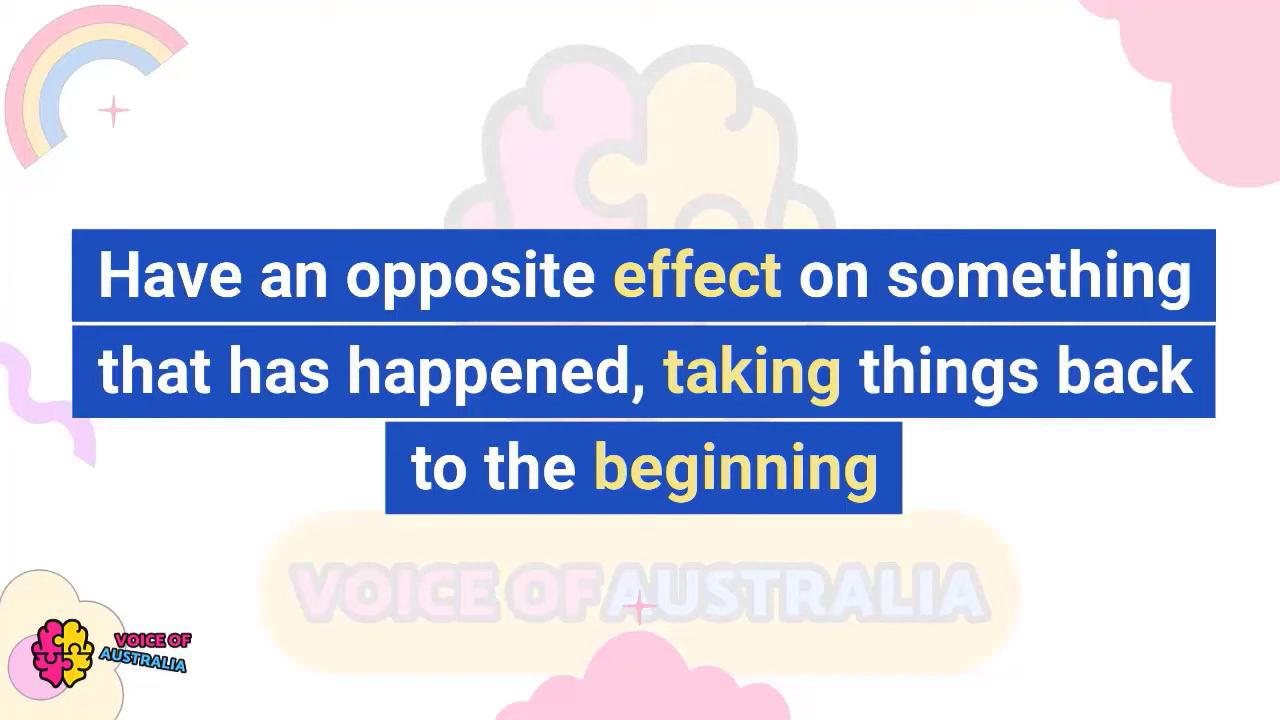 Have an opposite effect on something
that has happened, taking things back
to the beginning
VOICE OF AUSTRALIA
VOICE OF
AUSTRALIA